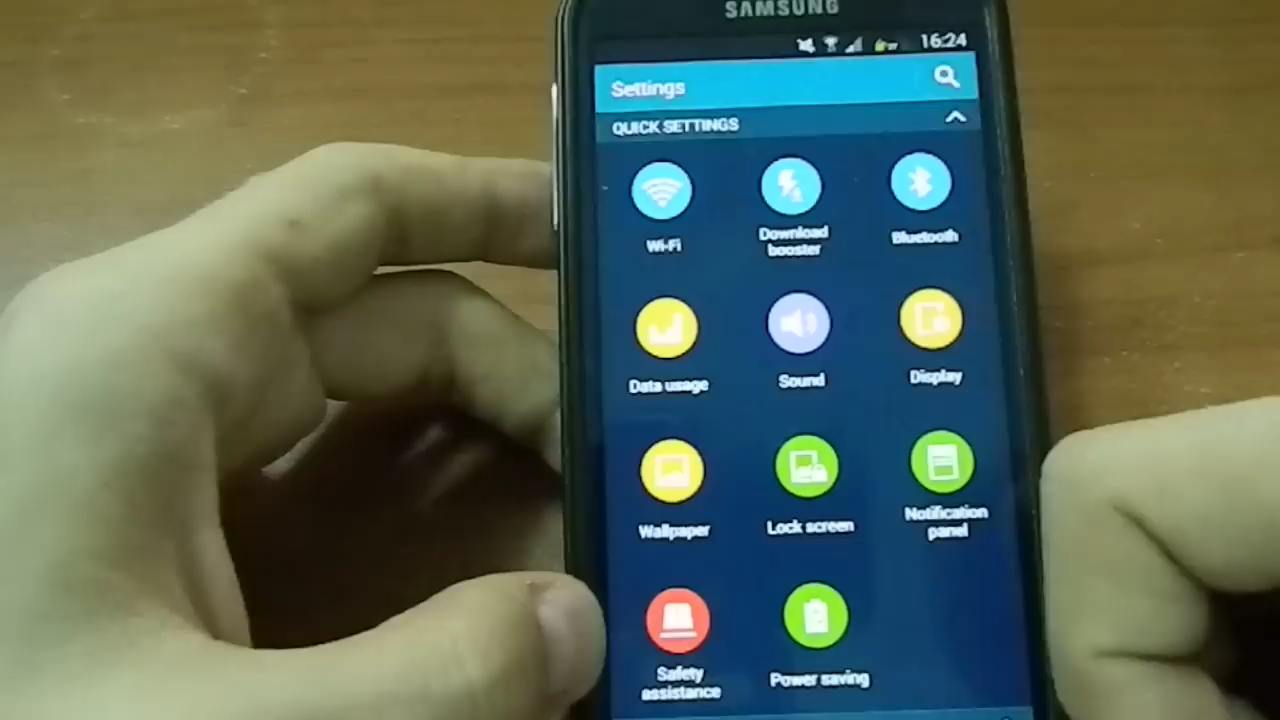 SAMSUNG
16:24
Settings
QUICK SETTINGS
Wi-Fi
Download
booster
Bluetooth
Data usage
Sound
Display
Wallpaper
Lock screen
Notification
panel
Safety
assistance
Power saving